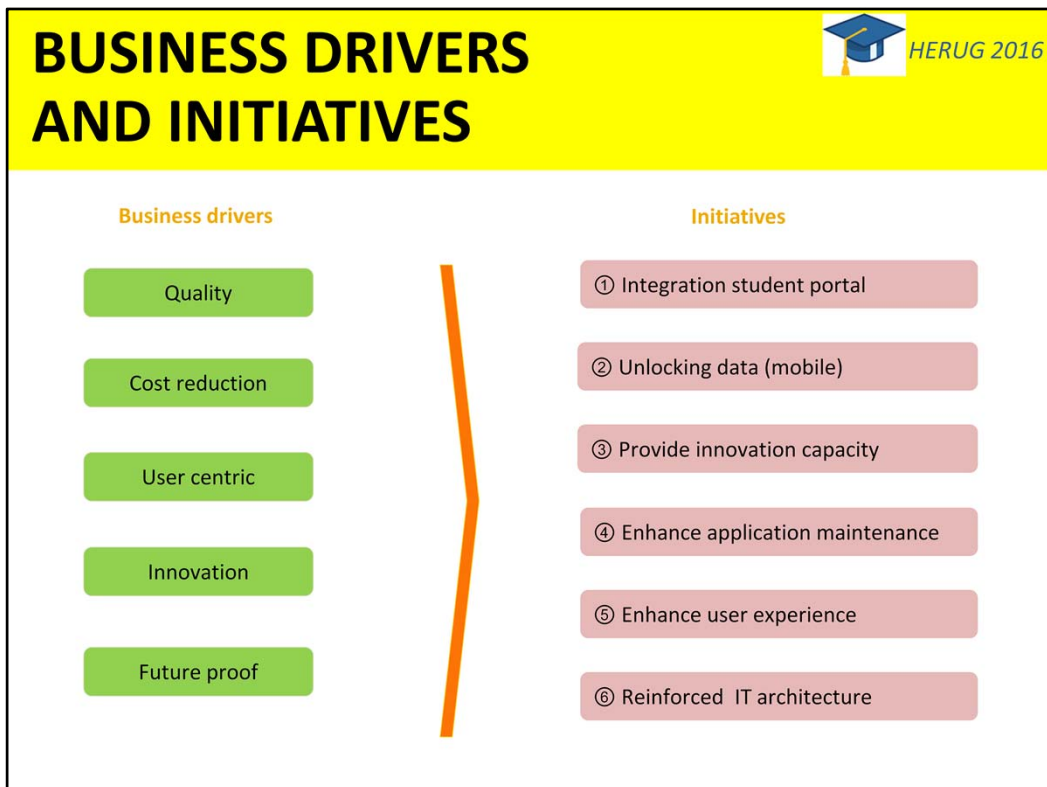 BUSINESS DRIVERS
AND INITIATIVES
HERUG 2016
Business drivers
Quality
Cost reduction
User centric
Innovation
Future proof
Initiatives
① Integration student portal
② Unlocking data (mobile)
③ Provide innovation capacity
④ Enhance application maintenance
⑤ Enhance user experience
⑥ Reinforced  IT architecture